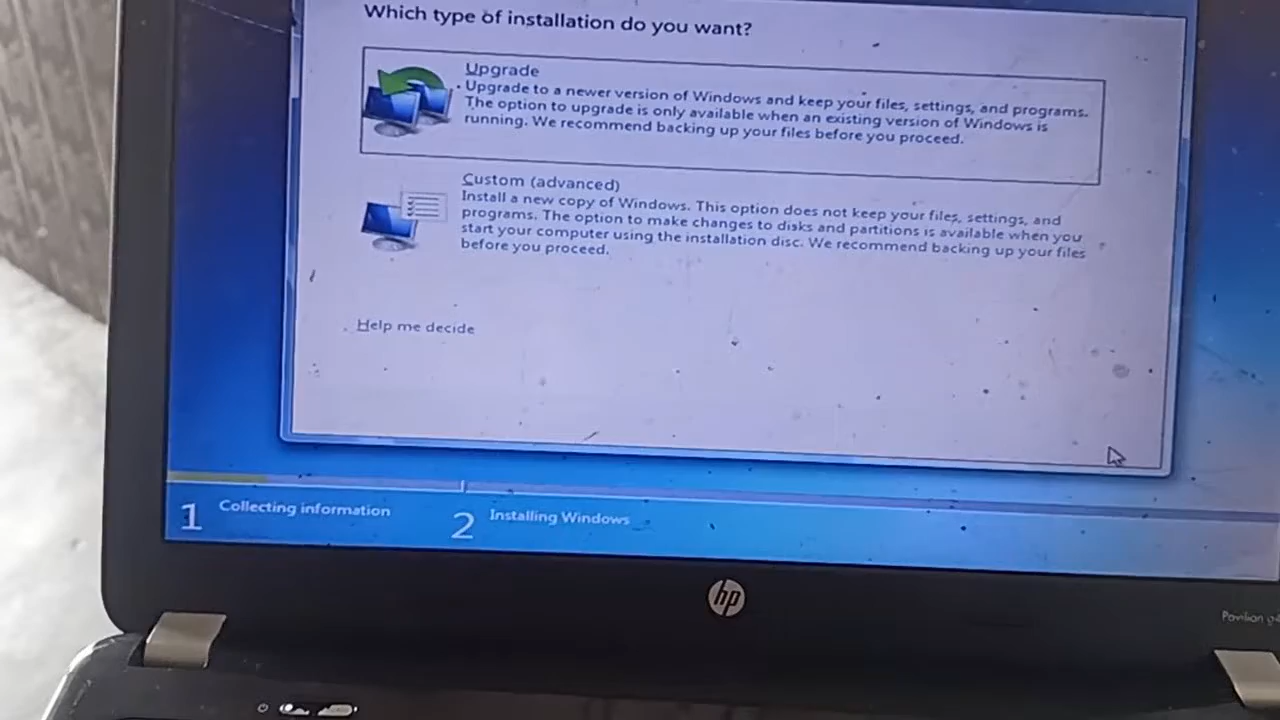 Which type of installation do you want?
Upgrade
Upgrade to a newer version of Windows and keep your files, settings, and programs.
The option to upgrade is only available when an existing version of Windows is
running. We recommend backing up your files before you proceed.
Custom (advanced)
Install a new copy of Windows. This option does not keep your files, settings, and
programs. The option to make changes to disks and partitions is available when you
start your computer using the installation disc. We recommend backing up your files
before you proceed.
Help me decide
1 Collecting information
2 Installing Windows
hp
Pavilion